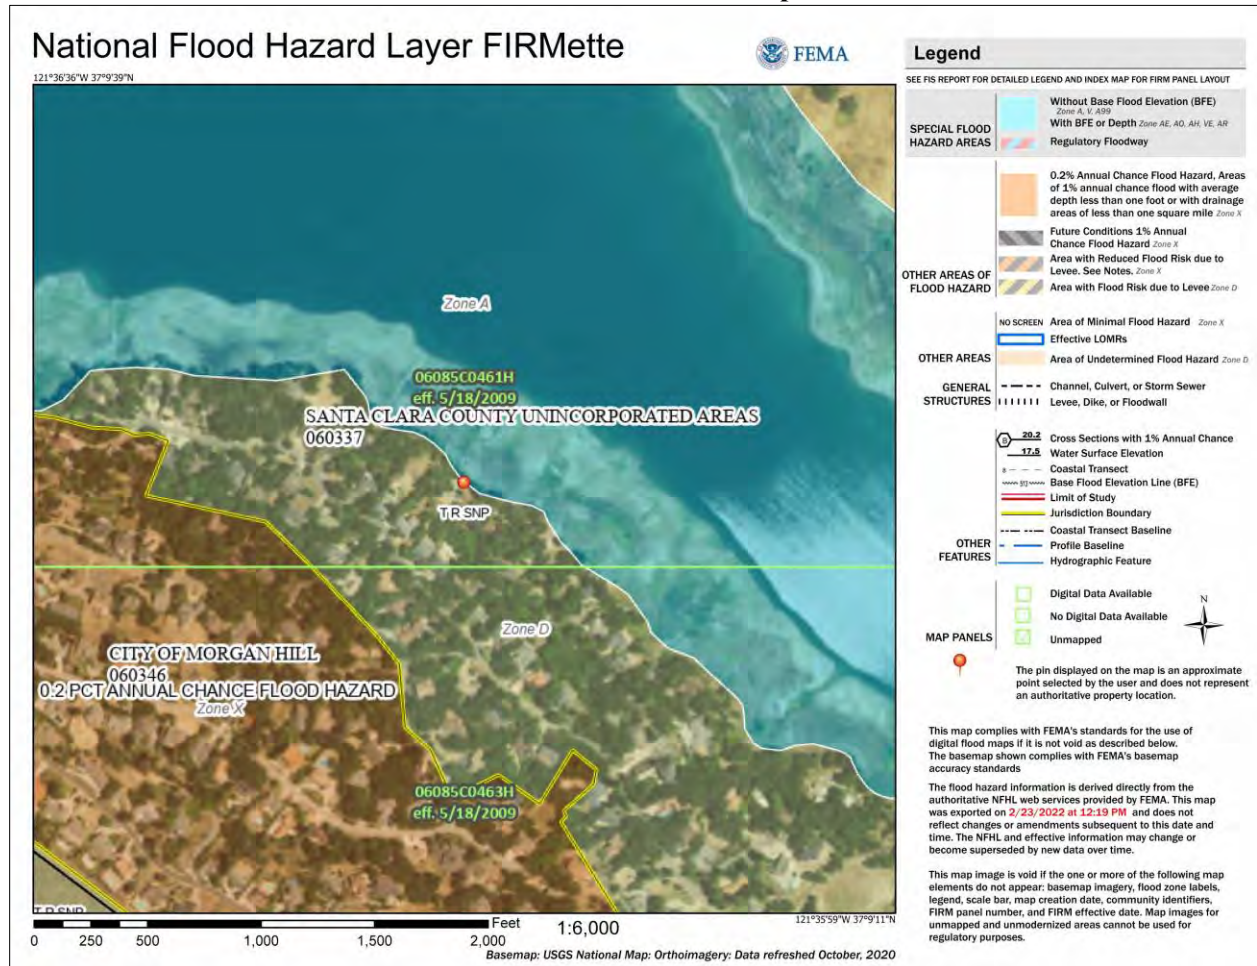 National Flood Hazard Layer FIRMette
FEMA
121°36'36"W 37°9'39"N
Zone A
06085C0461H
eff. 5/18/2009
SANTA CLARA COUNTY UNINCORPORATED AREAS
060337
T R SNP
Zone D
CITY OF MORGAN HILL
060346
0.2 PCT ANNUAL CHANCE FLOOD HAZARD
Zone X
06085C0463H
eff. 5/18/2009
T R SNP
121°35'59"W 37°9'11"N
Feet
1:6,000
0 250 500 1,000 1,500 2,000
Basemap: USGS National Map: Orthoimagery: Data refreshed October, 2020
Legend
SEE FIS REPORT FOR DETAILED LEGEND AND INDEX MAP FOR FIRM PANEL LAYOUT
SPECIAL FLOOD
HAZARD AREAS
Without Base Flood Elevation (BFE)
Zone A, V, A99
With BFE or Depth Zone AE, AO, AH, VE, AR
Regulatory Floodway
OTHER AREAS OF
FLOOD HAZARD
0.2% Annual Chance Flood Hazard, Areas
of 1% annual chance flood with average
depth less than one foot or with drainage
areas of less than one square mile Zone X
Future Conditions 1% Annual
Chance Flood Hazard Zone X
Area with Reduced Flood Risk due to
Levee. See Notes. Zone X
Area with Flood Risk due to Levee Zone D
OTHER AREAS
NO SCREEN Area of Minimal Flood Hazard Zone X
Effective LOMRs
Area of Undetermined Flood Hazard Zone D
GENERAL
STRUCTURES
Channel, Culvert, or Storm Sewer
Levee, Dike, or Floodwall
OTHER
FEATURES
B 20.2 Cross Sections with 1% Annual Chance
17.5 Water Surface Elevation
8 Coastal Transect
513 Base Flood Elevation Line (BFE)
Limit of Study
Jurisdiction Boundary
Coastal Transect Baseline
Profile Baseline
Hydrographic Feature
MAP PANELS
Digital Data Available
No Digital Data Available
Unmapped
N
The pin displayed on the map is an approximate
point selected by the user and does not represent
an authoritative property location.
This map complies with FEMA's standards for the use of
digital flood maps if it is not void as described below.
The basemap shown complies with FEMA's basemap
accuracy standards
The flood hazard information is derived directly from the
authoritative NFHL web services provided by FEMA. This map
was exported on 2/23/2022 at 12:19 PM and does not
reflect changes or amendments subsequent to this date and
time. The NFHL and effective information may change or
become superseded by new data over time.
This map image is void if the one or more of the following map
elements do not appear: basemap imagery, flood zone labels,
legend, scale bar, map creation date, community identifiers,
FIRM panel number, and FIRM effective date. Map images for
unmapped and unmodernized areas cannot be used for
regulatory purposes.